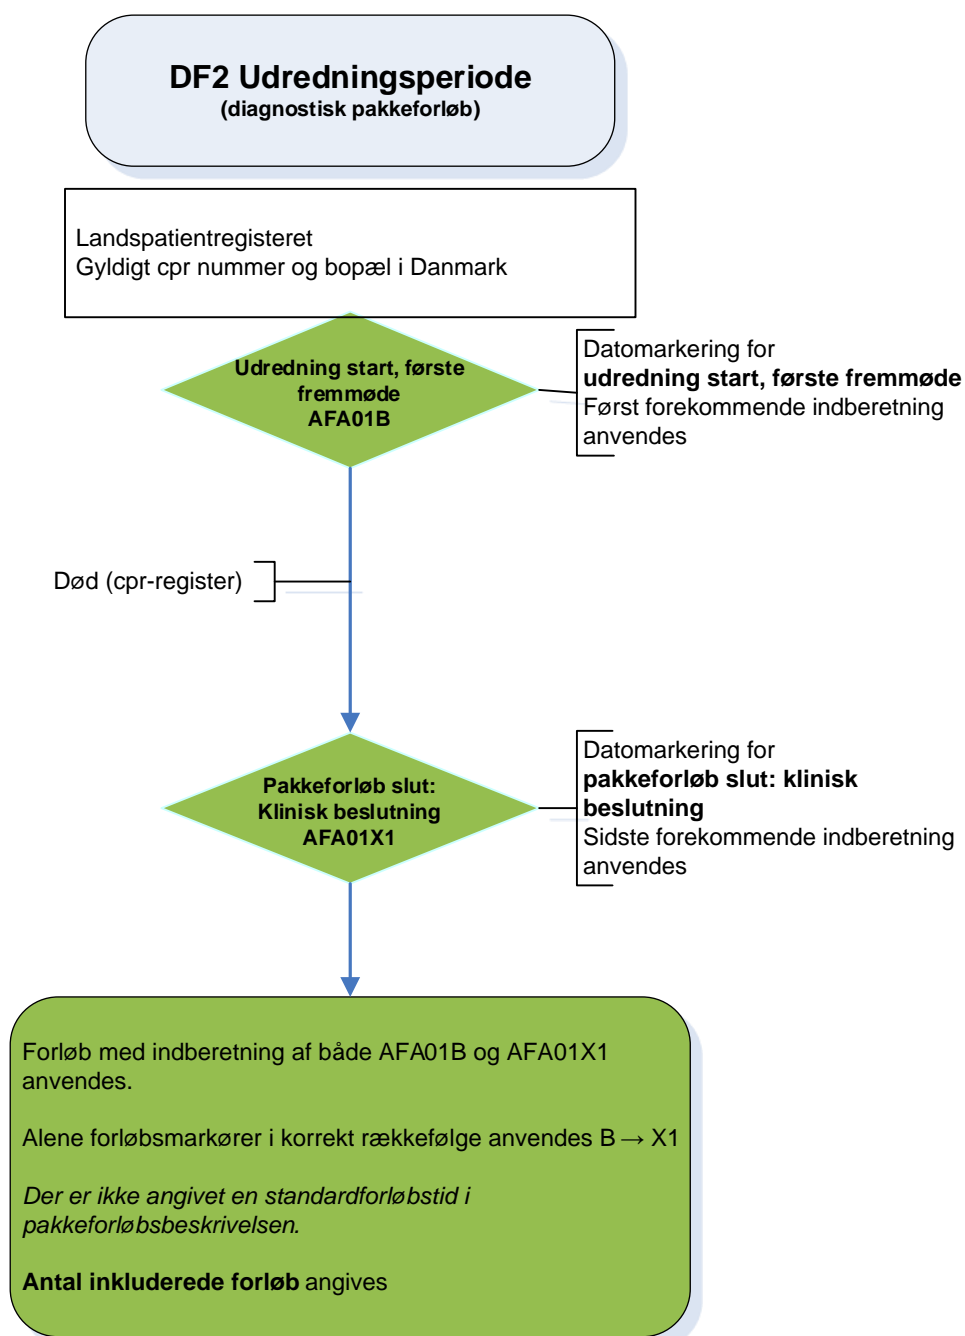 DF2 Udredningsperiode
(diagnostisk pakkeforløb)
Landspatientregisteret
Gyldigt cpr nummer og bopæl i Danmark
Udredning start, første
fremmøde
AFA01B
Datomarkering for
udredning start, første fremmøde
Først forekommende indberetning
anvendes
Død (cpr-register)
Pakkeforløb slut:
Klinisk beslutning
AFA01X1
Datomarkering for
pakkeforløb slut: klinisk
beslutning
Sidste forekommende indberetning
anvendes
Forløb med indberetning af både AFA01B og AFA01X1
anvendes.
Alene forløbsmarkører i korrekt rækkefølge anvendes B → X1
Der er ikke angivet en standardforløbstid i
pakkeforløbsbeskrivelsen.
Antal inkluderede forløb angives